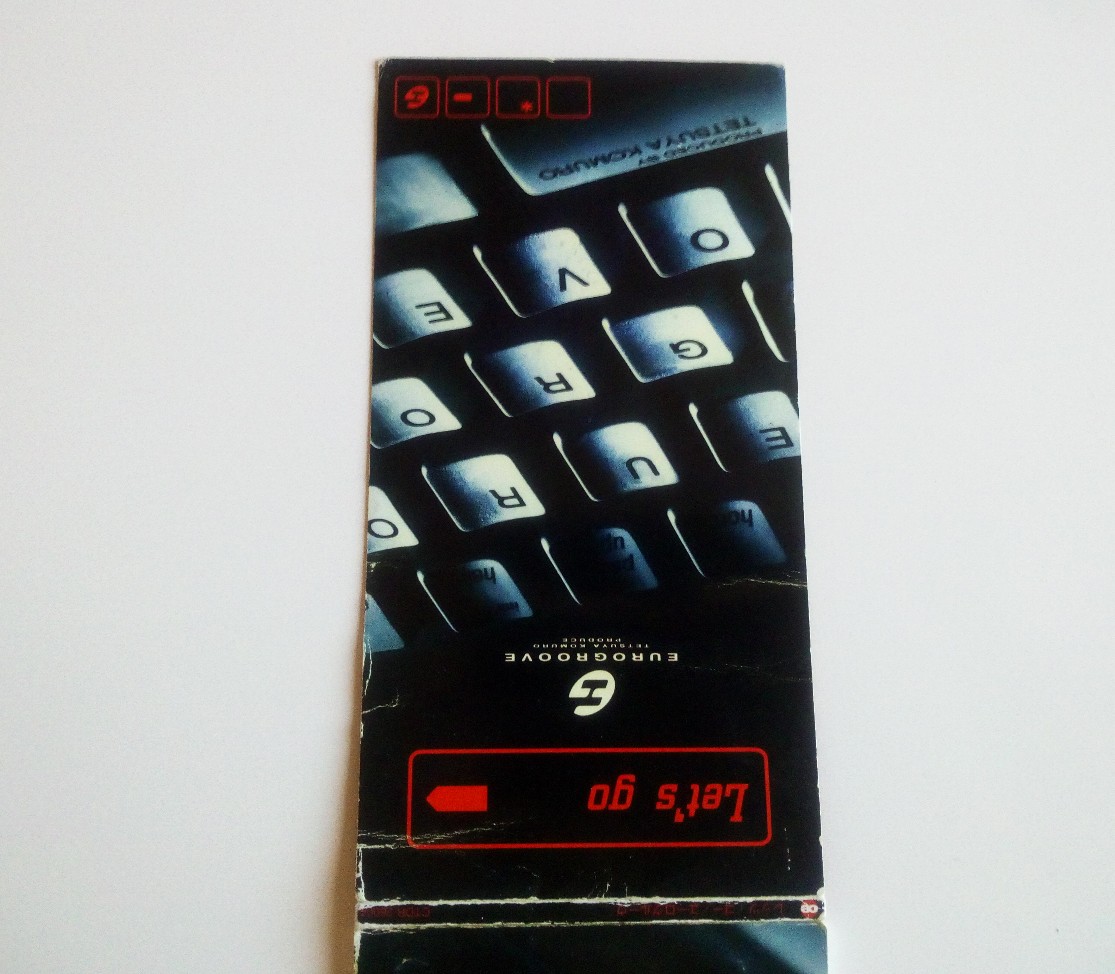 Let's go
EUROGROOVE
TETSUYA KOMURO
PRODUCE
E U R O
G R O
O V E
PRODUCED BY
TETSUYA KOMURO